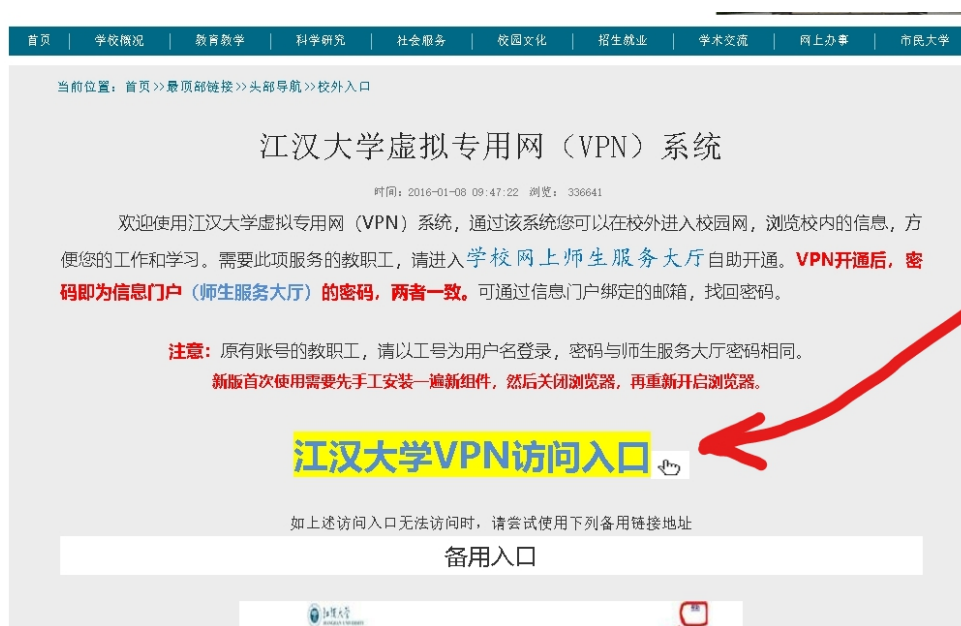 首页 | 学校概况 | 教育教学 | 科学研究 | 社会服务 | 校园文化 | 招生就业 | 学术交流 | 网上办事 | 市民大学
当前位置：首页>>最顶部链接>>头部导航>>校外入口
江汉大学虚拟专用网（VPN）系统
时间：2016-01-08 09:47:22 浏览： 336641
欢迎使用江汉大学虚拟专用网（VPN）系统，通过该系统您可以在校外进入校园网，浏览校内的信息，方
便您的工作和学习。需要此项服务的教职工，请进入学校网上师生服务大厅自助开通。VPN开通后，密
码即为信息门户（师生服务大厅）的密码，两者一致。可通过信息门户绑定的邮箱，找回密码。
注意：原有账号的教职工，请以工号为用户名登录，密码与师生服务大厅密码相同。
新版首次使用需要先手工安装一遍新组件，然后关闭浏览器，再重新开启浏览器。
江汉大学VPN访问入口
如上述访问入口无法访问时，请尝试使用下列备用链接地址
备用入口
江汉大学